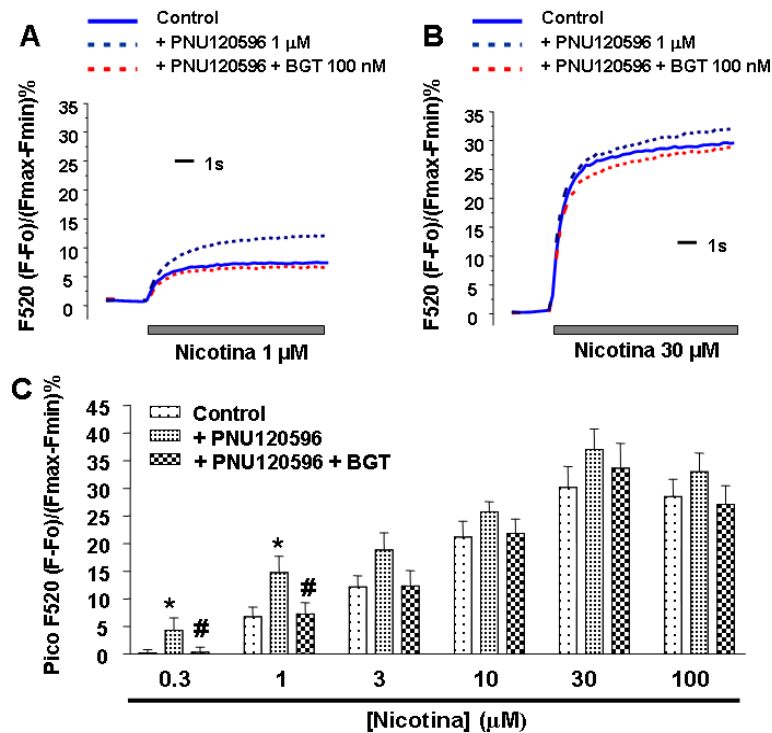 A
Control
+ PNU120596 1 µM
+ PNU120596 + BGT 100 nM
F520 (F-Fo)/(Fmax-Fmin)%
35
30
25
20
15
10
5
0
1s
Nicotina 1 µM
B
Control
+ PNU120596 1 µM
+ PNU120596 + BGT 100 nM
F520 (F-Fo)/(Fmax-Fmin)%
35
30
25
20
15
10
5
0
1s
Nicotina 30 µM
C
Pico F520 (F-Fo)/(Fmax-Fmin)%
45
40
35
30
25
20
15
10
5
0
Control
+ PNU120596
+ PNU120596 + BGT
* # * #
0.3 1 3 10 30 100
[Nicotina] (µM)